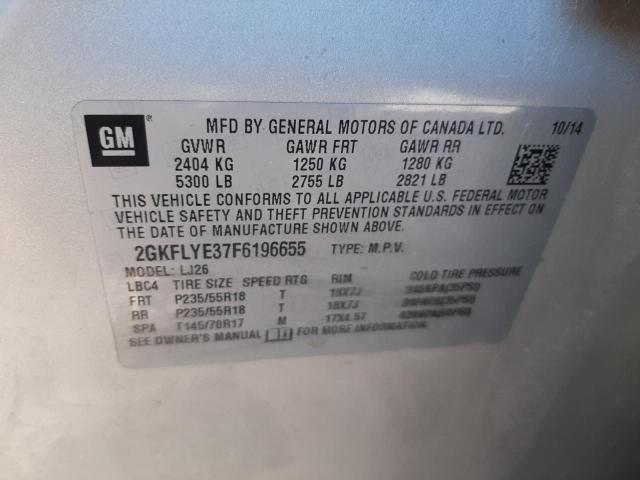 GM
MFD BY GENERAL MOTORS OF CANADA LTD. 10/14
GVWR GAWR FRT GAWR RR
2404 KG 1250 KG 1280 KG
5300 LB 2755 LB 2821 LB
THIS VEHICLE CONFORMS TO ALL APPLICABLE U.S. FEDERAL MOTOR
VEHICLE SAFETY AND THEFT PREVENTION STANDARDS IN EFFECT ON
THE DATE OF MANUFACTURE SHOWN ABOVE.
2GKFLYE37F6196655 TYPE: M.P.V.
MODEL: LJ26
LBC4 TIRE SIZE SPEED RTG RIM COLD TIRE PRESSURE
FRT P235/55R18 T 18X7J 240KPA(35PSI)
RR P235/55R18 T 18X7J
SPA T145/70R17 M 17X4.5T
SEE OWNER'S MANUAL FOR MORE INFORMATION